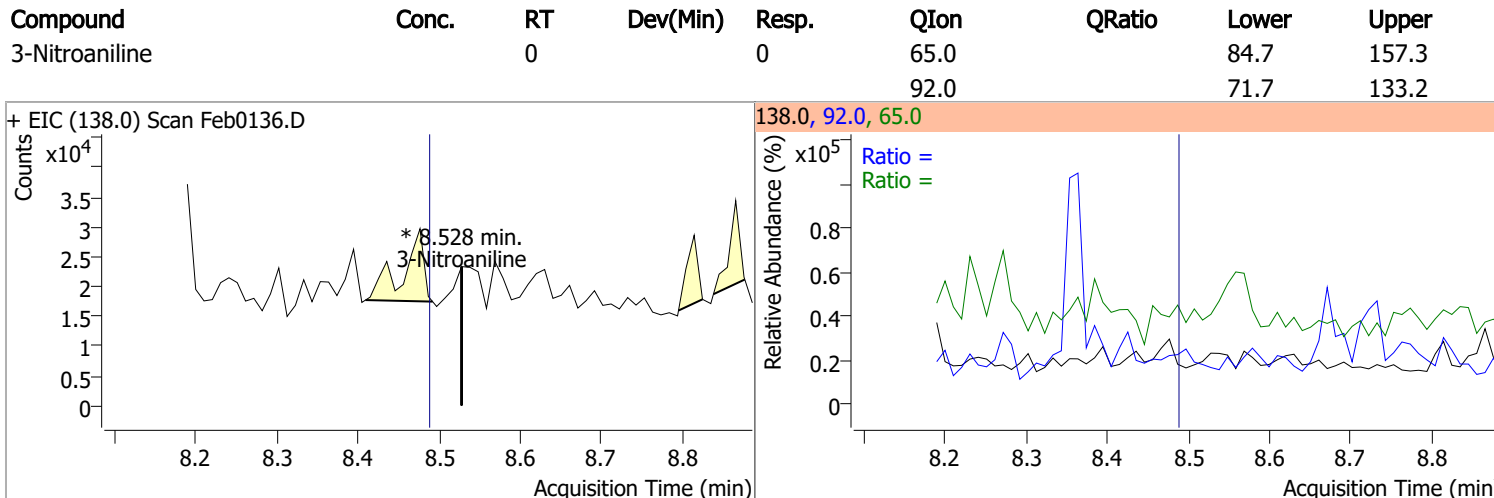 Compound Conc. RT Dev(Min) Resp. QIon QRatio Lower Upper
3-Nitroaniline 0 0 65.0 84.7 157.3
92.0 71.7 133.2
+ EIC (138.0) Scan Feb0136.D
Counts
x10⁴
3.5
3
2.5
2
1.5
1
0.5
0
* 8.528 min.
3-Nitroaniline
8.2 8.3 8.4 8.5 8.6 8.7 8.8
Acquisition Time (min)
138.0, 92.0, 65.0
Relative Abundance (%)
x10⁵
Ratio =
Ratio =
0.8
0.6
0.4
0.2
0
8.2 8.3 8.4 8.5 8.6 8.7 8.8
Acquisition Time (min